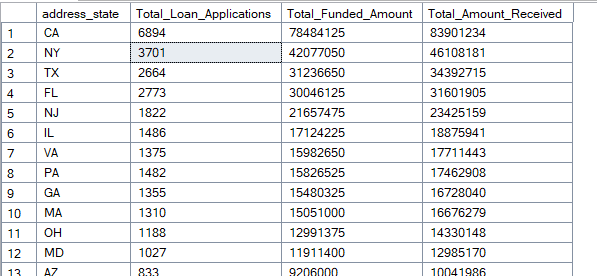 address_state Total_Loan_Applications Total_Funded_Amount Total_Amount_Received
1 CA 6894 78484125 83901234
2 NY 3701 42077050 46108181
3 TX 2664 31236650 34392715
4 FL 2773 30046125 31601905
5 NJ 1822 21657475 23425159
6 IL 1486 17124225 18875941
7 VA 1375 15982650 17711443
8 PA 1482 15826525 17462908
9 GA 1355 15480325 16728040
10 MA 1310 15051000 16676279
11 OH 1188 12991375 14330148
12 MD 1027 11911400 12985170
13 AZ 833 9206000 10041986